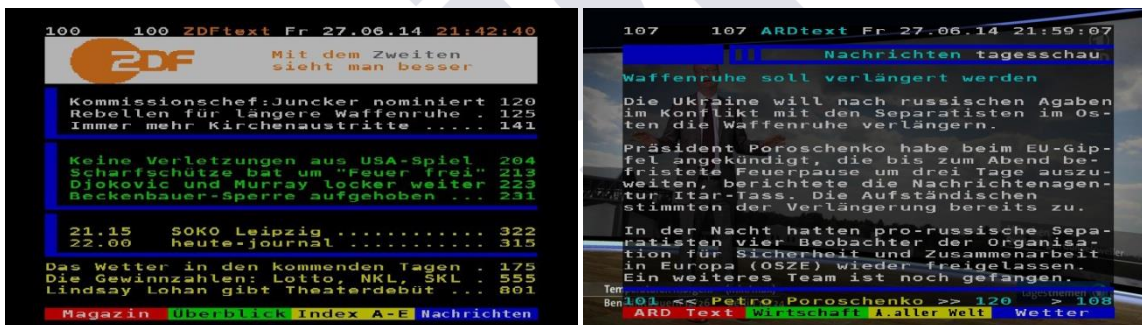 100 100 ZDFtext Fr 27.06.14 21:42:40
ZDF
Mit dem Zweiten
sieht man besser
Kommissionschef:Juncker nominiert 120
Rebellen für längere Waffenruhe . 125
Immer mehr Kirchenaustritte ..... 141
Keine Verletzungen aus USA-Spiel 204
Scharfschütze bat um "Feuer frei" 213
Djokovic und Murray locker weiter 223
Beckenbauer-Sperre aufgehoben ... 231
21.15 SOKO Leipzig ............ 322
22.00 heute-journal ........... 315
Das Wetter in den kommenden Tagen . 175
Die Gewinnzahlen: Lotto, NKL, SKL . 555
Lindsay Lohan gibt Theaterdebüt ... 801
Magazin Überblick Index A-E Nachrichten
107 107 ARDtext Fr 27.06.14 21:59:07
Nachrichten tagesschau
Waffenruhe soll verlängert werden
Die Ukraine will nach russischen Agaben
im Konflikt mit den Separatisten im Os-
ten die Waffenruhe verlängern.
Präsident Poroschenko habe beim EU-Gip-
fel angekündigt, die bis zum Abend be-
fristete Feuerpause um drei Tage auszu-
weiten, berichtete die Nachrichtenagen-
tur Itar-Tass. Die Aufständischen
stimmten der Verlängerung bereits zu.
In der Nacht hatten pro-russische Sepa-
ratisten vier Beobachter der Organisa-
tion für Sicherheit und Zusammenarbeit
in Europa (OSZE) wieder freigelassen.
Ein weiteres Team ist noch gefangen.
tagesthemen
101 << Petro Poroschenko >> 120 > 108
ARD Text Wirtschaft A.aller Welt Wetter